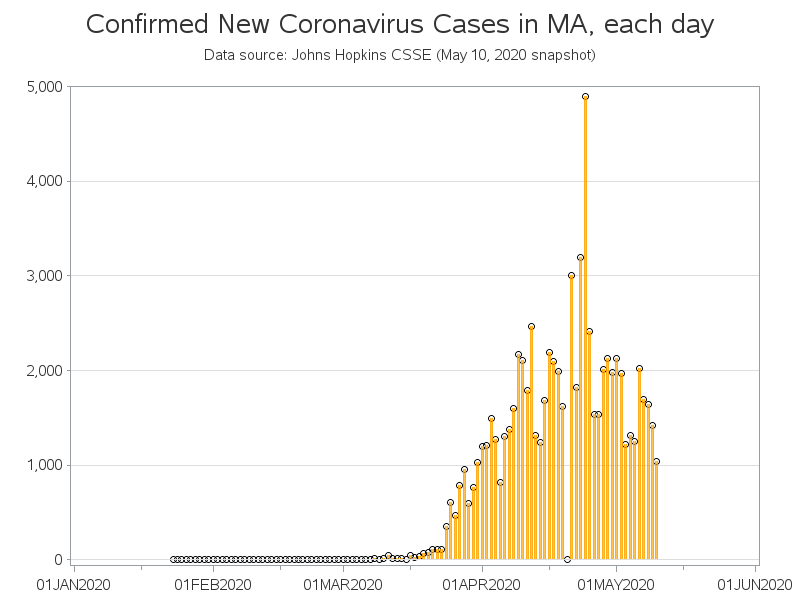 Confirmed New Coronavirus Cases in MA, each day
Data source: Johns Hopkins CSSE (May 10, 2020 snapshot)
5,000
4,000
3,000
2,000
1,000
0
01JAN2020 01FEB2020 01MAR2020 01APR2020 01MAY2020 01JUN2020